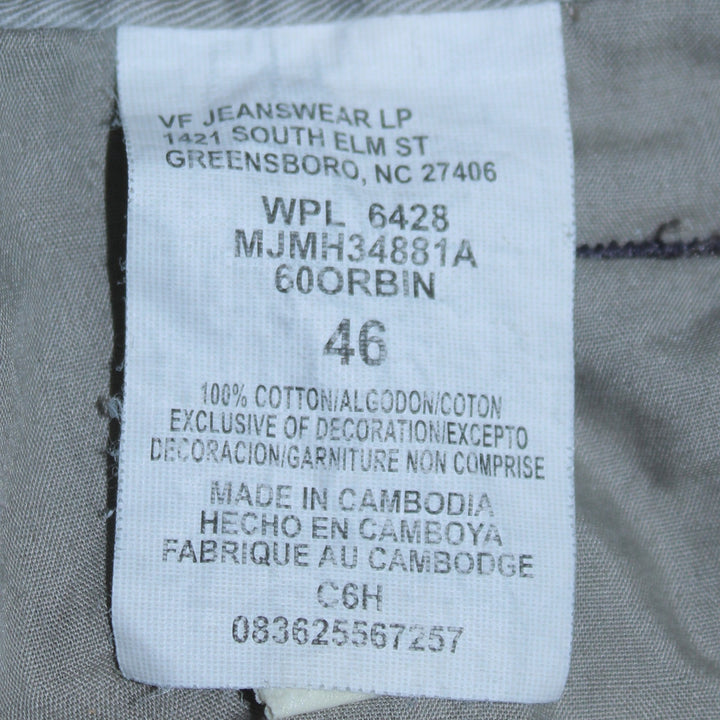 VF JEANSWEAR LP
1421 SOUTH ELM ST
GREENSBORO, NC 27406
WPL 6428
MJMH34881A
60ORBIN
46
100% COTTON/ALGODON/COTON
EXCLUSIVE OF DECORATION/EXCEPTO
DECORACION/GARNITURE NON COMPRISE
MADE IN CAMBODIA
HECHO EN CAMBOYA
FABRIQUE AU CAMBODGE
C6H
083625567257